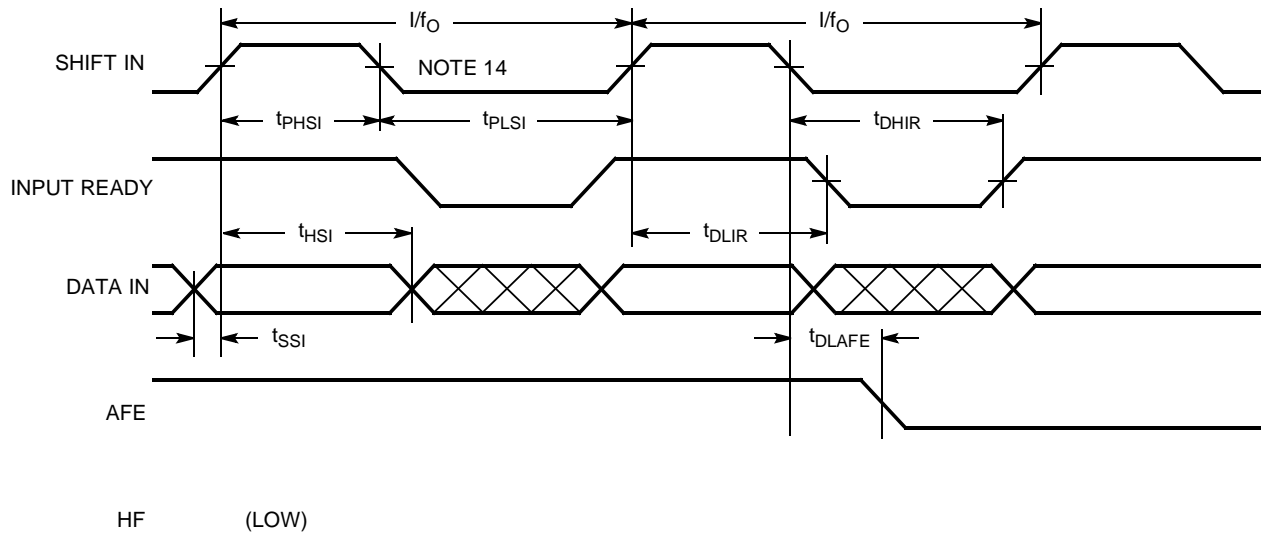 I/fO I/fO
SHIFT IN
NOTE 14
tPHSI tPLSI tDHIR
INPUT READY
tHSI tDLIR
DATA IN
tSSI tDLAFE
AFE
HF (LOW)